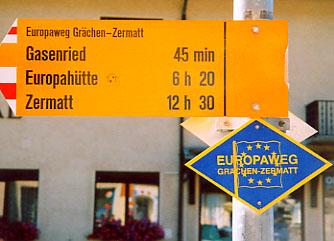 Europaweg Grächen-Zermatt
Gasenried 45 min
Europahütte 6 h 20
Zermatt 12 h 30
EUROPAWEG
GRÄCHEN-ZERMATT